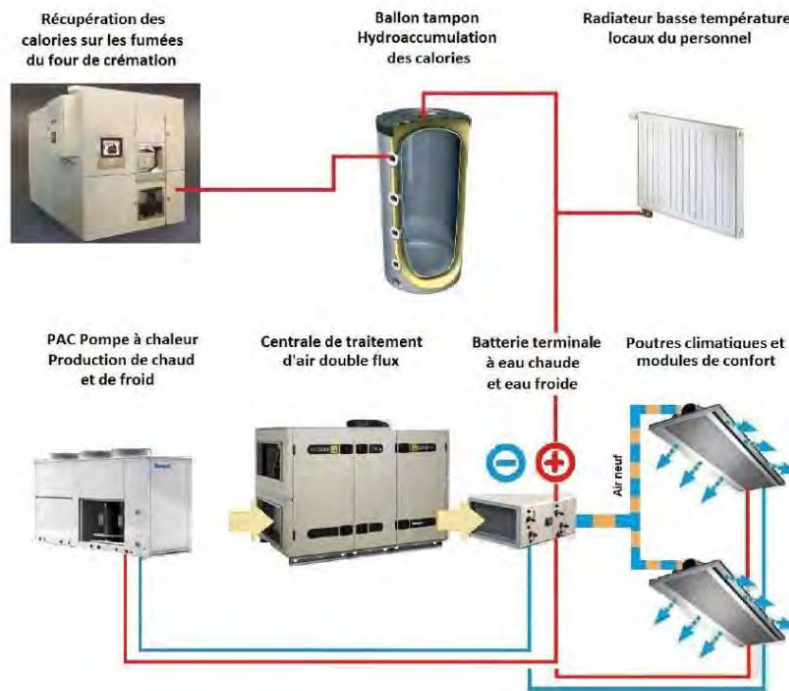 Récupération des
calories sur les fumées
du four de crémation
Ballon tampon
Hydroaccumulation
des calories
Radiateur basse température
locaux du personnel
PAC Pompe à chaleur
Production de chaud
et de froid
Centrale de traitement
d'air double flux
Batterie terminale
à eau chaude
et eau froide
Poutres climatiques et
modules de confort
Air neuf